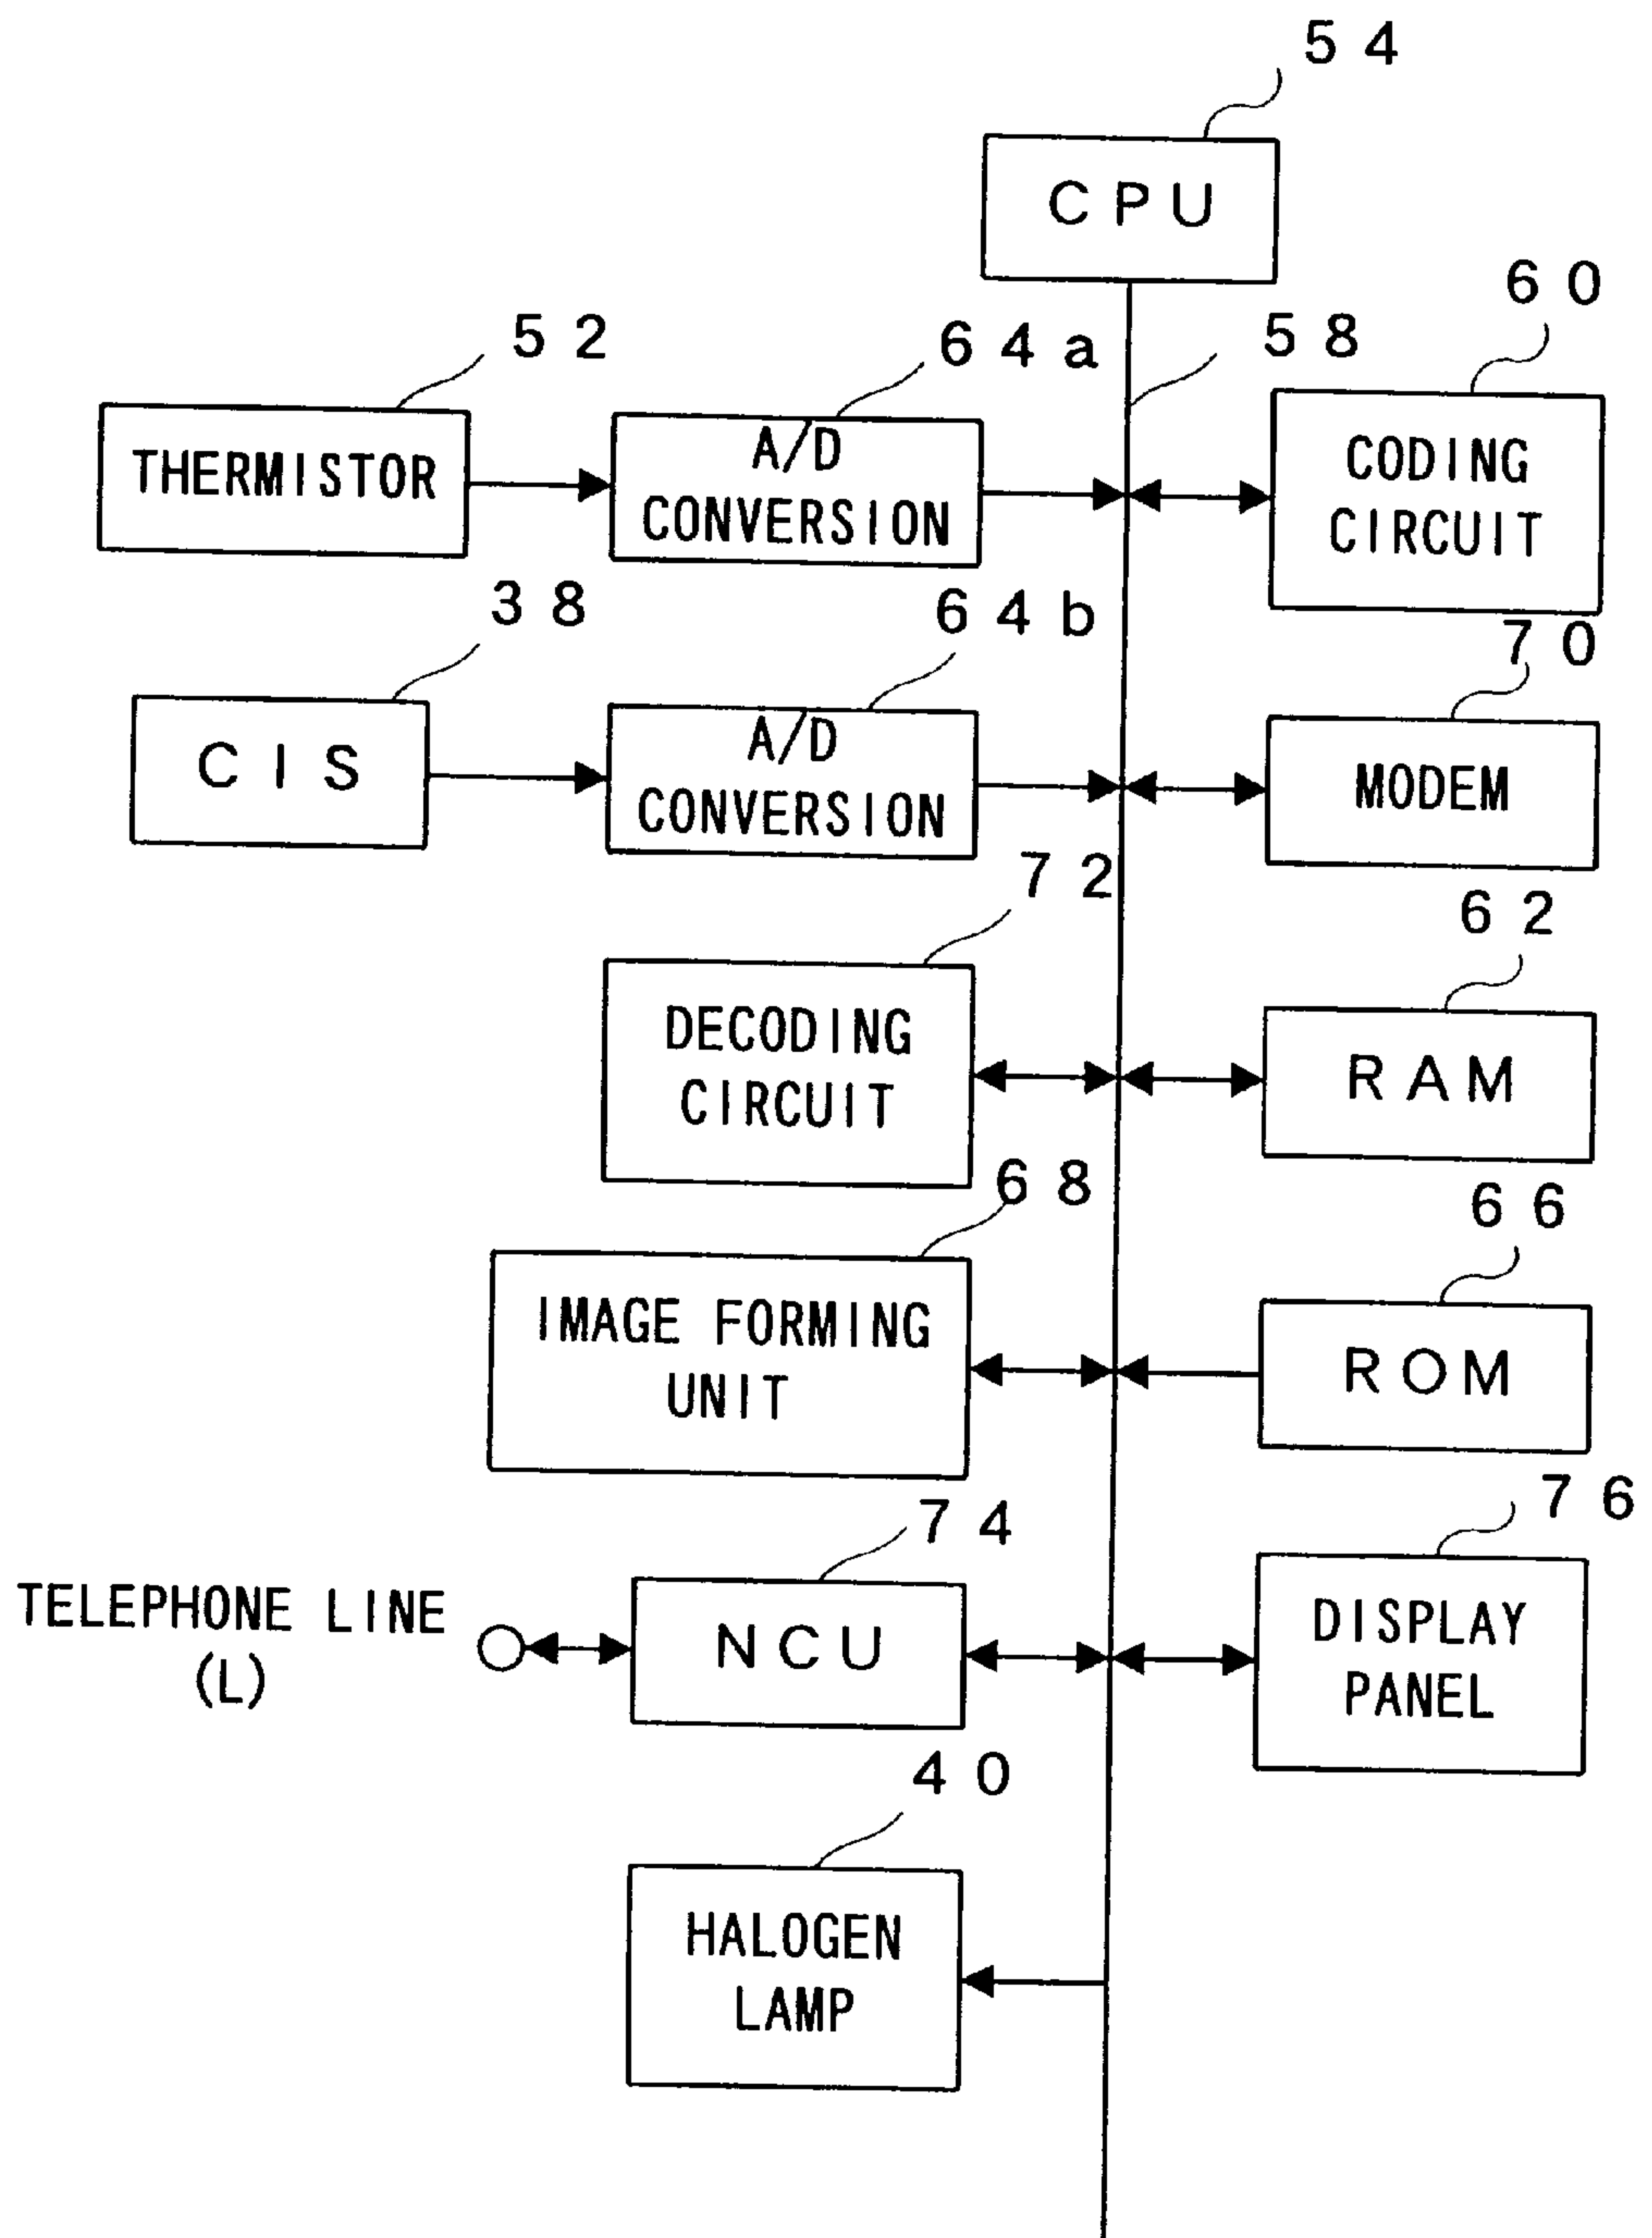 54
CPU
60
58
64a
52
THERMISTOR
A/D
CONVERSION
CODING
CIRCUIT
38
64b
70
CIS
A/D
CONVERSION
MODEM
72
62
DECODING
CIRCUIT
RAM
68
66
IMAGE FORMING
UNIT
ROM
74
76
TELEPHONE LINE
(L)
NCU
DISPLAY
PANEL
40
HALOGEN
LAMP